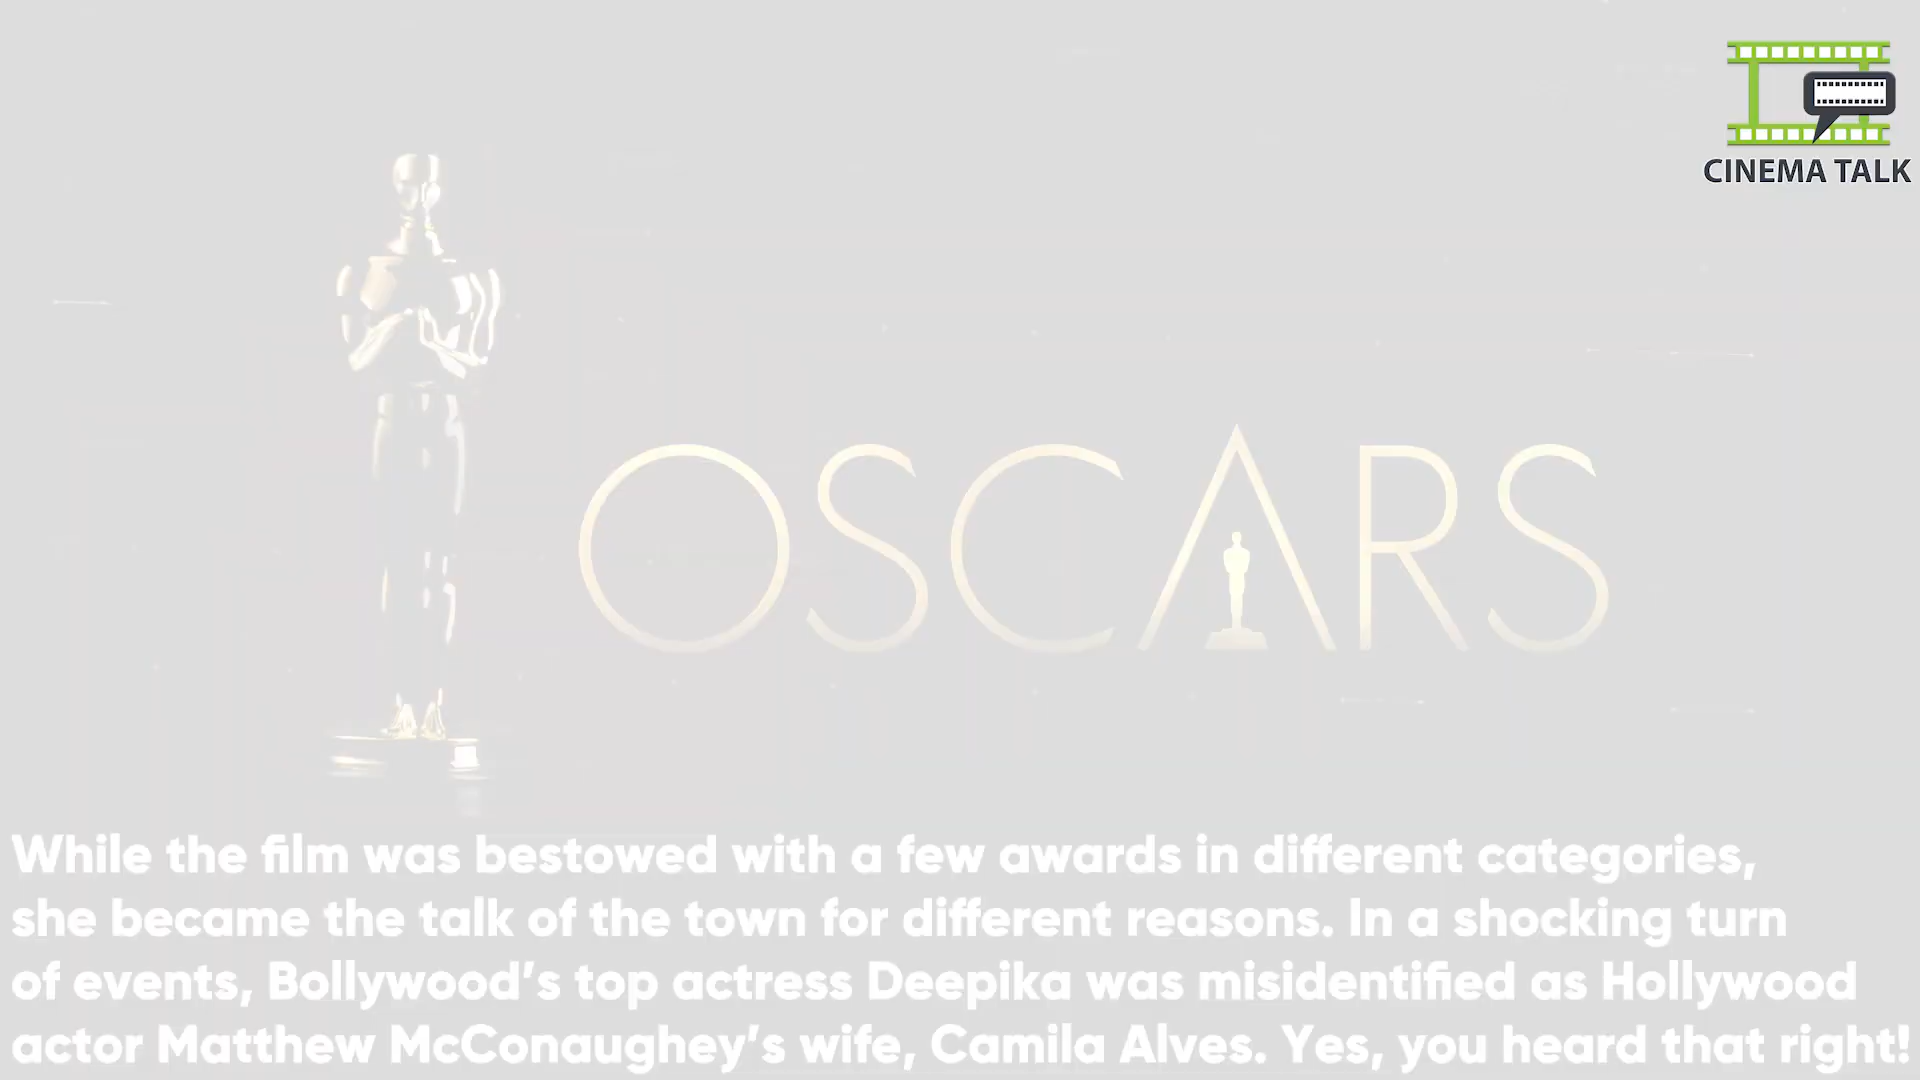 CINEMA TALK
OSCARS
While the film was bestowed with a few awards in different categories,
she became the talk of the town for different reasons. In a shocking turn
of events, Bollywood’s top actress Deepika was misidentified as Hollywood
actor Matthew McConaughey’s wife, Camila Alves. Yes, you heard that right!